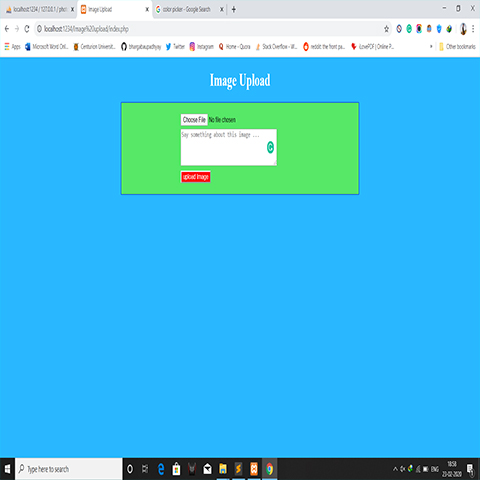 localhost:1234 / 127.0.0.1 / phot
Image Upload
color picker - Google Search
localhost:1234/image%20upload/index.php
Apps
Microsoft Word Onl..
Centurion Universit..
bhargabaupadhyay
Twitter
Instagram
Home - Quora
Stack Overflow - W..
reddit: the front pa..
iLovePDF | Online P..
Other bookmarks
Image Upload
Choose File No file chosen
Say something about this image ...
upload image
Type here to search
ENG
18:58
23-02-2020